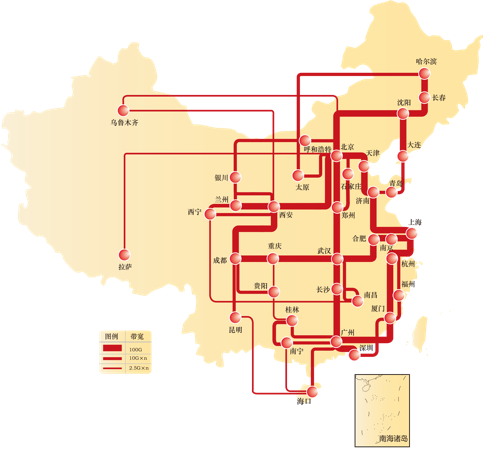 哈尔滨
长春
沈阳
乌鲁木齐
呼和浩特
北京
天津
大连
银川
太原
石家庄
青岛
济南
兰州
西宁
西安
郑州
上海
合肥
南京
拉萨
成都
重庆
武汉
杭州
贵阳
长沙
南昌
福州
桂林
厦门
昆明
广州
南宁
深圳
海口
图例 带宽
100G
10G×n
2.5G×n
南海诸岛